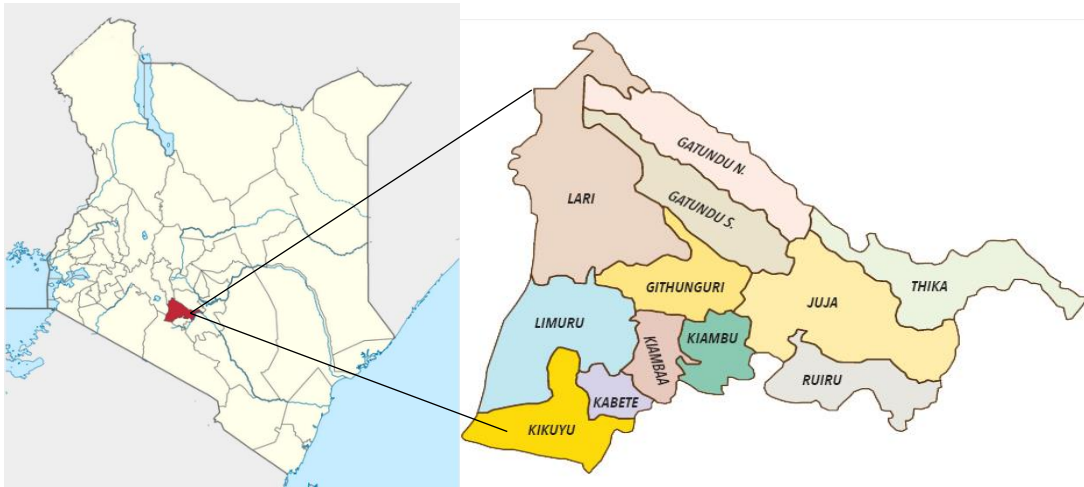 GATUNDU N.
LARI
GATUNDU S.
THIKA
GITHUNGURI
JUJA
LIMURU
KIAMBAA
KIAMBU
RUIRU
KABETE
KIKUYU